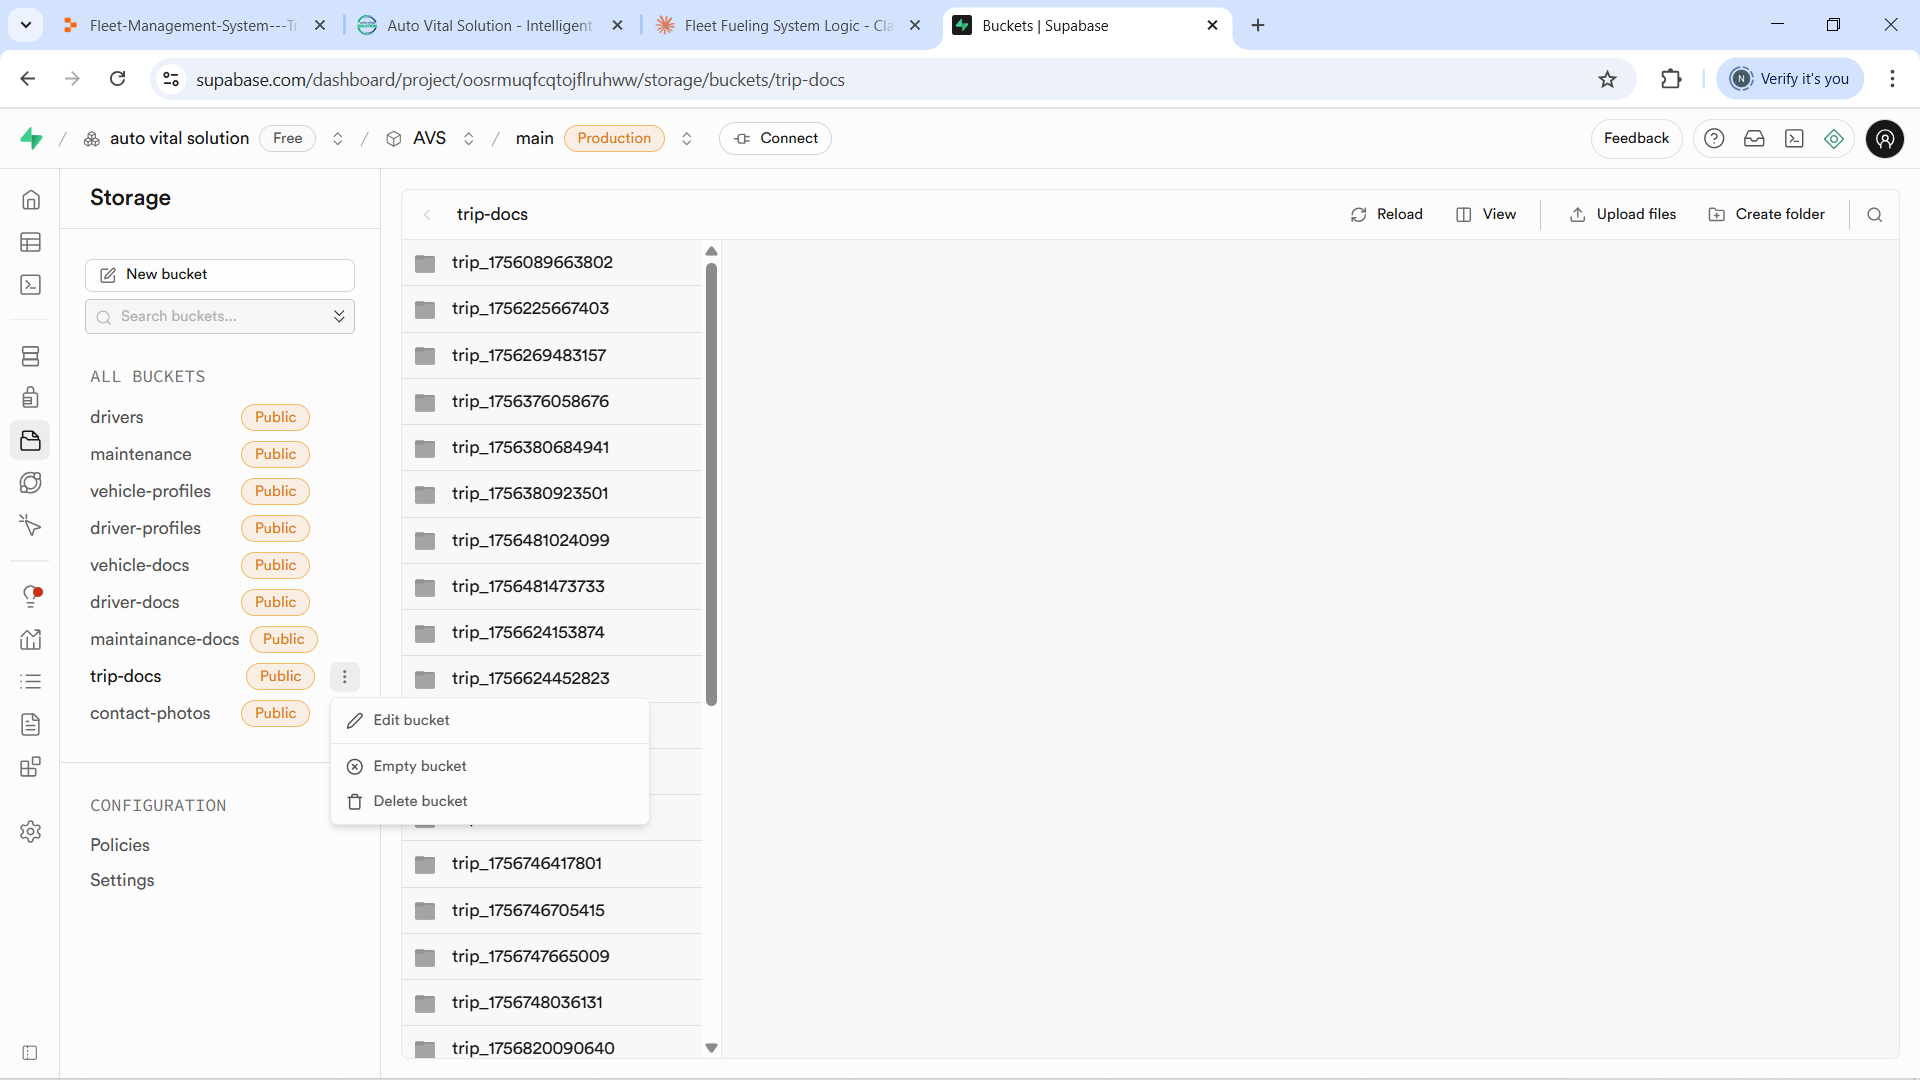 Fleet-Management-System---Tr
Auto Vital Solution - Intelligent
Fleet Fueling System Logic - Cla
Buckets | Supabase
supabase.com/dashboard/project/oosrmuqfcqtojflruhww/storage/buckets/trip-docs
N
Verify it's you
/ auto vital solution Free / AVS / main Production Connect
Feedback
Storage
New bucket
Search buckets...
ALL BUCKETS
drivers Public
maintenance Public
vehicle-profiles Public
driver-profiles Public
vehicle-docs Public
driver-docs Public
maintainance-docs Public
trip-docs Public
contact-photos Public
Edit bucket
Empty bucket
Delete bucket
CONFIGURATION
Policies
Settings
trip-docs
Reload View Upload files Create folder
trip_1756089663802
trip_1756225667403
trip_1756269483157
trip_1756376058676
trip_1756380684941
trip_1756380923501
trip_1756481024099
trip_1756481473733
trip_1756624153874
trip_1756624452823
trip_1756746417801
trip_1756746705415
trip_1756747665009
trip_1756748036131
trip_1756820090640